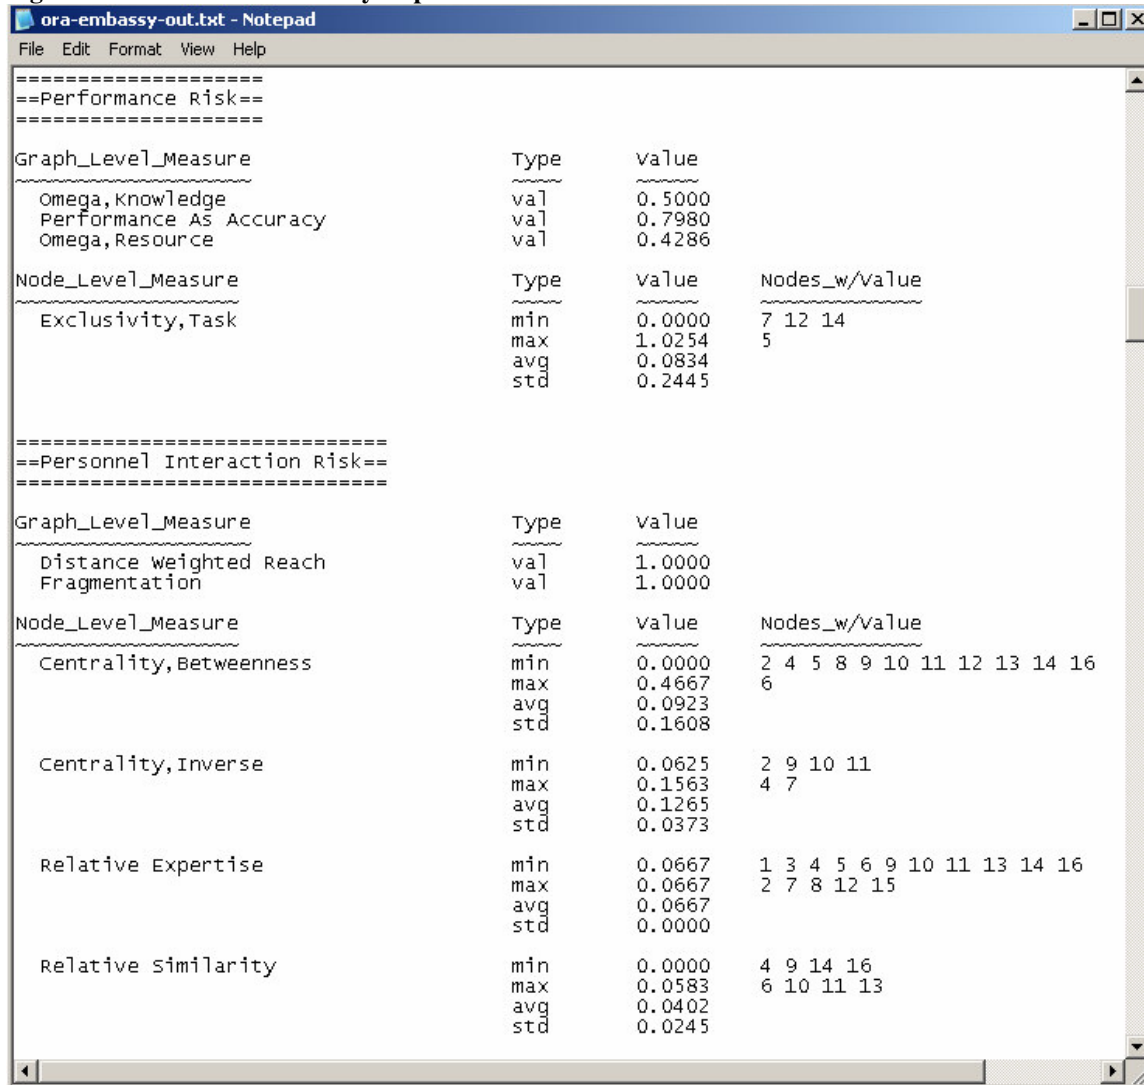 ora-embassy-out.txt - Notepad
File Edit Format View Help
====================
==Performance Risk==
====================
Graph_Level_Measure Type Value
~~~~~~~~~~~~~~~~~~~ ~~~~ ~~~~~
Omega,Knowledge val 0.5000
Performance As Accuracy val 0.7980
Omega,Resource val 0.4286
Node_Level_Measure Type Value Nodes_w/Value
~~~~~~~~~~~~~~~~~~ ~~~~ ~~~~~ ~~~~~~~~~~~~~
Exclusivity,Task min 0.0000 7 12 14
max 1.0254 5
avg 0.0834
std 0.2445
==============================
==Personnel Interaction Risk==
==============================
Graph_Level_Measure Type Value
~~~~~~~~~~~~~~~~~~~ ~~~~ ~~~~~
Distance Weighted Reach val 1.0000
Fragmentation val 1.0000
Node_Level_Measure Type Value Nodes_w/Value
~~~~~~~~~~~~~~~~~~ ~~~~ ~~~~~ ~~~~~~~~~~~~~
Centrality,Betweenness min 0.0000 2 4 5 8 9 10 11 12 13 14 16
max 0.4667 6
avg 0.0923
std 0.1608
Centrality,Inverse min 0.0625 2 9 10 11
max 0.1563 4 7
avg 0.1265
std 0.0373
Relative Expertise min 0.0667 1 3 4 5 6 9 10 11 13 14 16
max 0.0667 2 7 8 12 15
avg 0.0667
std 0.0000
Relative Similarity min 0.0000 4 9 14 16
max 0.0583 6 10 11 13
avg 0.0402
std 0.0245